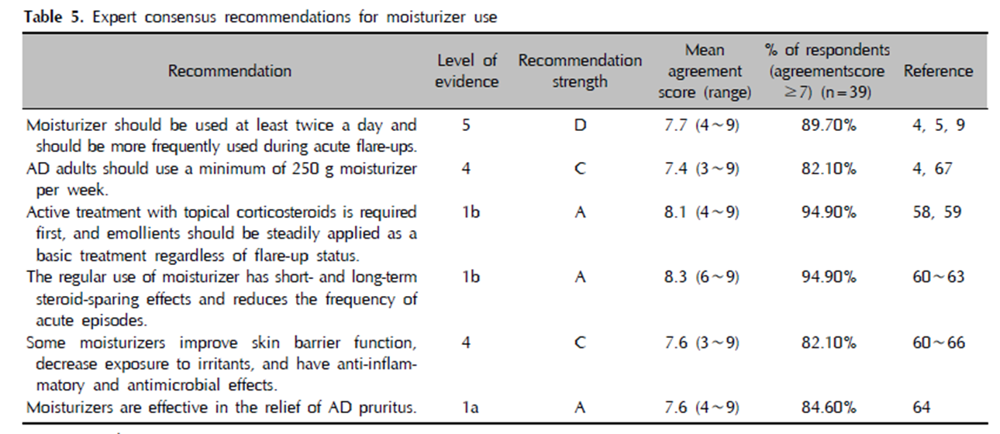 Table 5. Expert consensus recommendations for moisturizer use
Recommendation Level of evidence Recommendation strength Mean agreement score (range) % of respondents (agreementscore ≥7) (n=39) Reference
Moisturizer should be used at least twice a day and 5 D 7.7 (4~9) 89.70% 4, 5, 9
should be more frequently used during acute flare-ups.
AD adults should use a minimum of 250 g moisturizer 4 C 7.4 (3~9) 82.10% 4, 67
per week.
Active treatment with topical corticosteroids is required 1b A 8.1 (4~9) 94.90% 58, 59
first, and emollients should be steadily applied as a
basic treatment regardless of flare-up status.
The regular use of moisturizer has short- and long-term 1b A 8.3 (6~9) 94.90% 60~63
steroid-sparing effects and reduces the frequency of
acute episodes.
Some moisturizers improve skin barrier function, 4 C 7.6 (3~9) 82.10% 60~66
decrease exposure to irritants, and have anti-inflam-
matory and antimicrobial effects.
Moisturizers are effective in the relief of AD pruritus. 1a A 7.6 (4~9) 84.60% 64